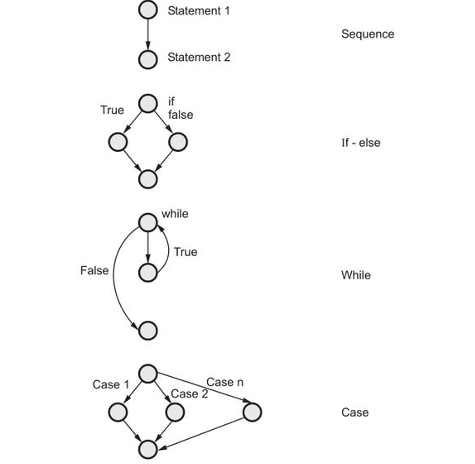 Statement 1
Sequence
Statement 2
if
True
false
If - else
while
True
False
While
Case 1
Case n
Case 2
Case